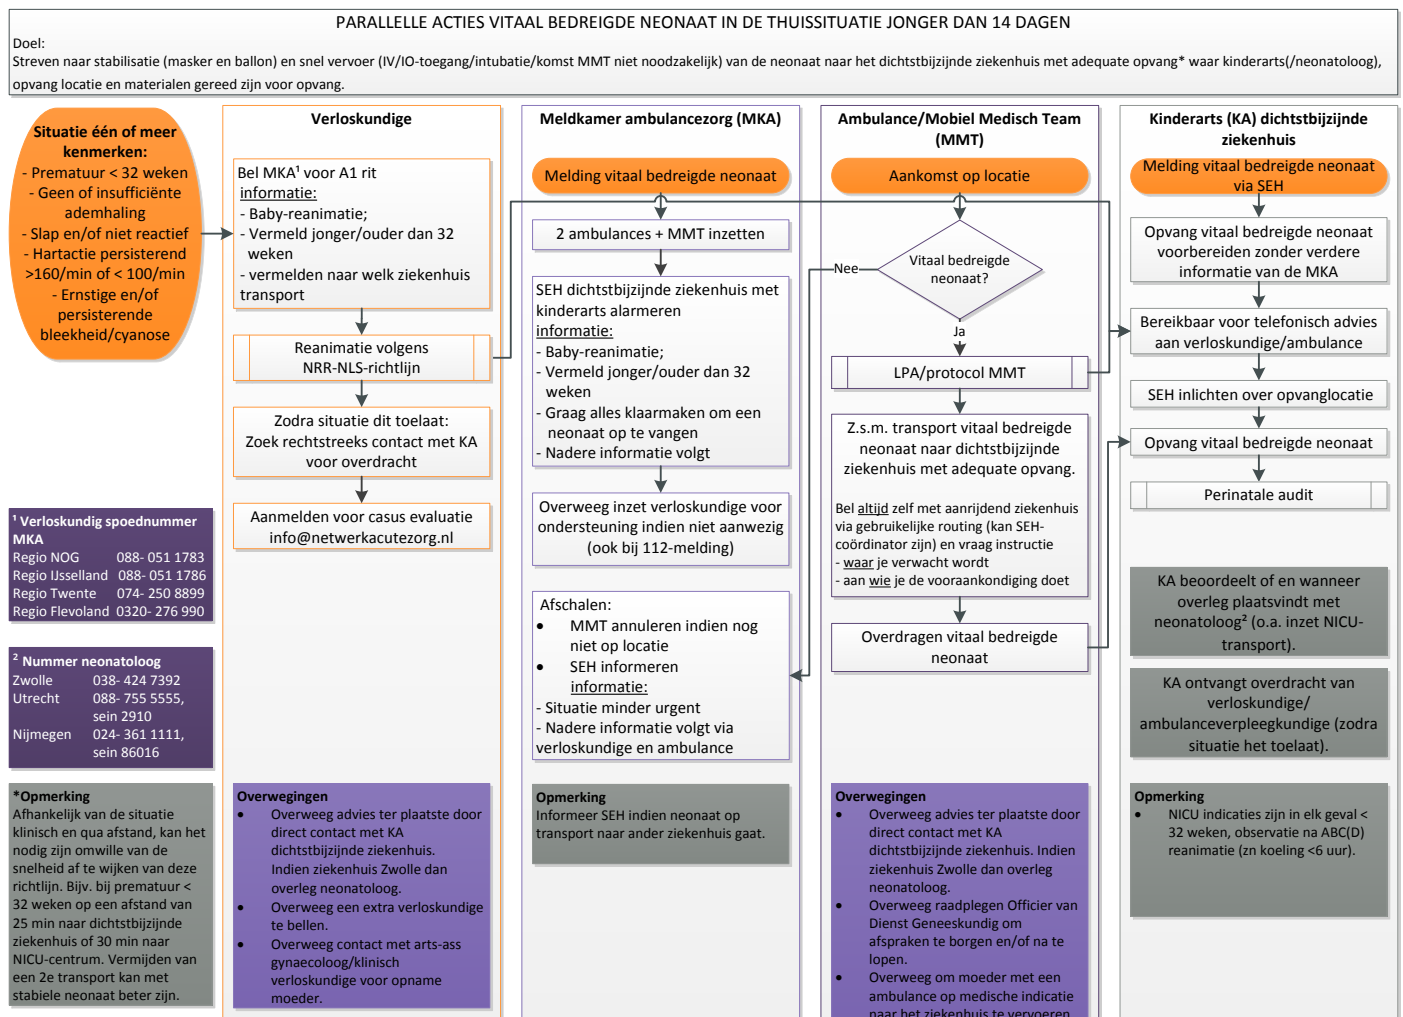 PARALLELLE ACTIES VITAAL BEDREIGDE NEONAAT IN DE THUISSITUATIE JONGER DAN 14 DAGEN
Doel:
Streven naar stabilisatie (masker en ballon) en snel vervoer (IV/IO-toegang/intubatie/komst MMT niet noodzakelijk) van de neonaat naar het dichtstbijzijnde ziekenhuis met adequate opvang* waar kinderarts(/neonatoloog),
opvang locatie en materialen gereed zijn voor opvang.
Situatie één of meer
kenmerken:
- Prematuur < 32 weken
- Geen of insufficiënte
ademhaling
- Slap en/of niet reactief
- Hartactie persisterend
>160/min of < 100/min
- Ernstige en/of
persisterende
bleekheid/cyanose
¹ Verloskundig spoednummer
MKA
Regio NOG 088- 051 1783
Regio IJsselland 088- 051 1786
Regio Twente 074- 250 8899
Regio Flevoland 0320- 276 990
² Nummer neonatoloog
Zwolle 038- 424 7392
Utrecht 088- 755 5555,
sein 2910
Nijmegen 024- 361 1111,
sein 86016
*Opmerking
Afhankelijk van de situatie
klinisch en qua afstand, kan het
nodig zijn omwille van de
snelheid af te wijken van deze
richtlijn. Bijv. bij prematuur <
32 weken op een afstand van
25 min naar dichtstbijzijnde
ziekenhuis of 30 min naar
NICU-centrum. Vermijden van
een 2e transport kan met
stabiele neonaat beter zijn.
Verloskundige
Bel MKA¹ voor A1 rit
informatie:
- Baby-reanimatie;
- Vermeld jonger/ouder dan 32
weken
- vermelden naar welk ziekenhuis
transport
Reanimatie volgens
NRR-NLS-richtlijn
Zodra situatie dit toelaat:
Zoek rechtstreeks contact met KA
voor overdracht
Aanmelden voor casus evaluatie
info@netwerkacutezorg.nl
Overwegingen
• Overweeg advies ter plaatste door
direct contact met KA
dichtstbijzijnde ziekenhuis.
Indien ziekenhuis Zwolle dan
overleg neonatoloog.
• Overweeg een extra verloskundige
te bellen.
• Overweeg contact met arts-ass
gynaecoloog/klinisch
verloskundige voor opname
moeder.
Meldkamer ambulancezorg (MKA)
Melding vitaal bedreigde neonaat
2 ambulances + MMT inzetten
SEH dichtstbijzijnde ziekenhuis met
kinderarts alarmeren
informatie:
- Baby-reanimatie;
- Vermeld jonger/ouder dan 32
weken
- Graag alles klaarmaken om een
neonaat op te vangen
- Nadere informatie volgt
Overweeg inzet verloskundige voor
ondersteuning indien niet aanwezig
(ook bij 112-melding)
Afschalen:
• MMT annuleren indien nog
niet op locatie
• SEH informeren
informatie:
- Situatie minder urgent
- Nadere informatie volgt via
verloskundige en ambulance
Opmerking
Informeer SEH indien neonaat op
transport naar ander ziekenhuis gaat.
Ambulance/Mobiel Medisch Team
(MMT)
Aankomst op locatie
Vitaal bedreigde
neonaat?
Nee
Ja
LPA/protocol MMT
Z.s.m. transport vitaal bedreigde
neonaat naar dichtstbijzijnde
ziekenhuis met adequate opvang.
Bel altijd zelf met aanrijdend ziekenhuis
via gebruikelijke routing (kan SEH-
coördinator zijn) en vraag instructie
- waar je verwacht wordt
- aan wie je de vooraankondiging doet
Overdragen vitaal bedreigde
neonaat
Overwegingen
• Overweeg advies ter plaatste door
direct contact met KA
dichtstbijzijnde ziekenhuis. Indien
ziekenhuis Zwolle dan overleg
neonatoloog.
• Overweeg raadplegen Officier van
Dienst Geneeskundig om
afspraken te borgen en/of na te
lopen.
• Overweeg om moeder met een
ambulance op medische indicatie
naar het ziekenhuis te vervoeren
Kinderarts (KA) dichtstbijzijnde
ziekenhuis
Melding vitaal bedreigde neonaat
via SEH
Opvang vitaal bedreigde neonaat
voorbereiden zonder verdere
informatie van de MKA
Bereikbaar voor telefonisch advies
aan verloskundige/ambulance
SEH inlichten over opvanglocatie
Opvang vitaal bedreigde neonaat
Perinatale audit
KA beoordeelt of en wanneer
overleg plaatsvindt met
neonatoloog² (o.a. inzet NICU-
transport).
KA ontvangt overdracht van
verloskundige/
ambulanceverpleegkundige (zodra
situatie het toelaat).
Opmerking
• NICU indicaties zijn in elk geval <
32 weken, observatie na ABC(D)
reanimatie (zn koeling <6 uur).